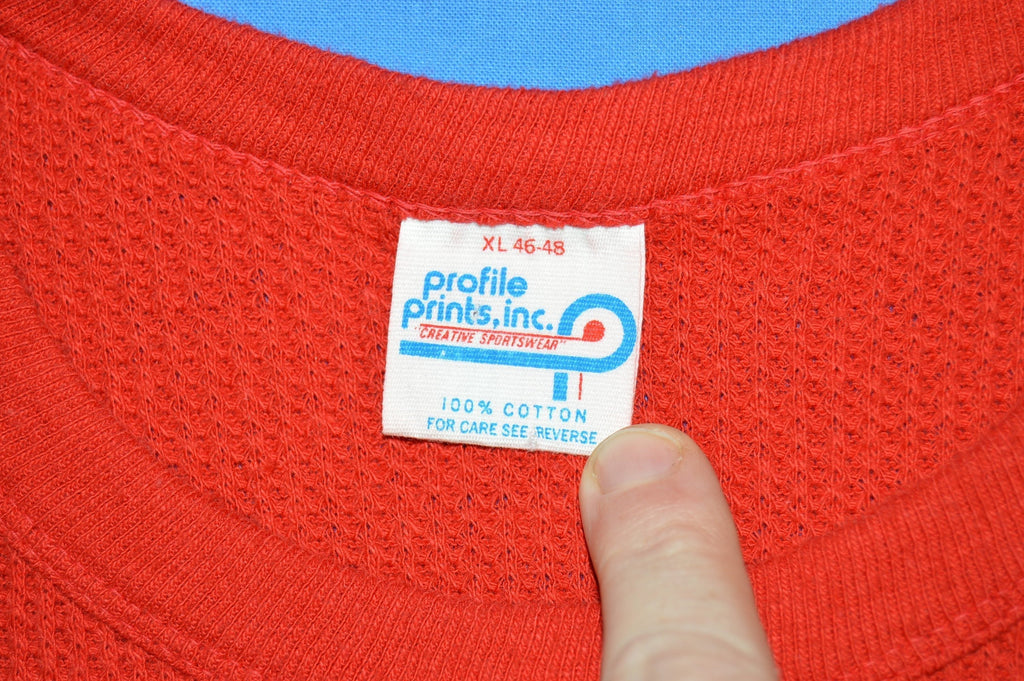 XL 46-48
profile
prints, inc.
"CREATIVE SPORTSWEAR"
100% COTTON
FOR CARE SEE REVERSE